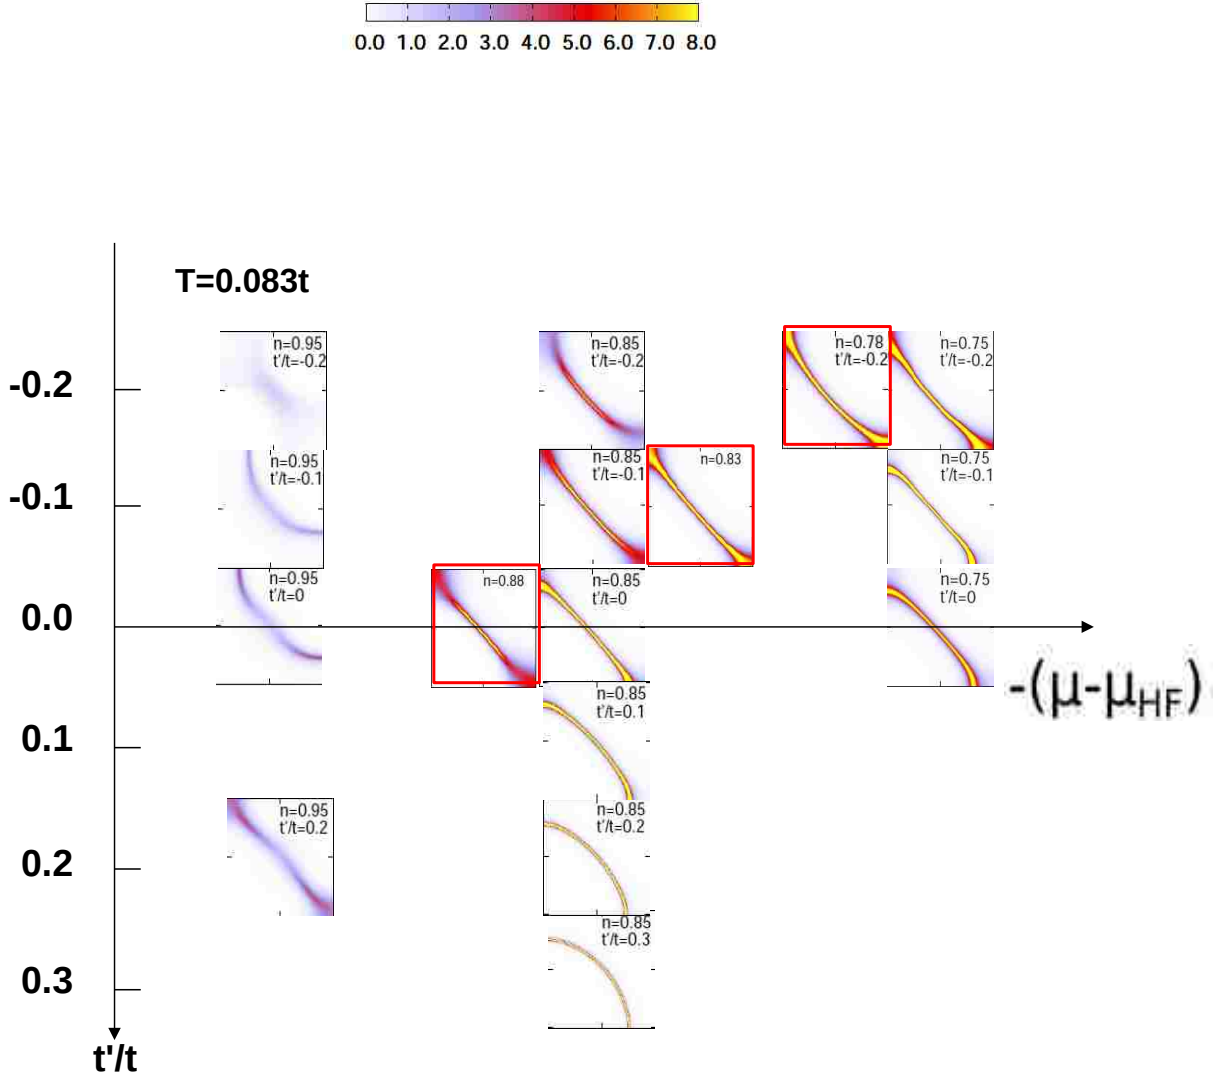 0.0 1.0 2.0 3.0 4.0 5.0 6.0 7.0 8.0
T=0.083t
n=0.95
t'/t=-0.2
n=0.85
t'/t=-0.2
n=0.78
t'/t=-0.2
n=0.75
t'/t=-0.2
-0.2
n=0.95
t'/t=-0.1
n=0.85
t'/t=-0.1
n=0.83
n=0.75
t'/t=-0.1
-0.1
n=0.95
t'/t=0
n=0.88
n=0.85
t'/t=0
n=0.75
t'/t=0
0.0
-(μ-μHF)
n=0.85
t'/t=0.1
0.1
n=0.95
t'/t=0.2
n=0.85
t'/t=0.2
0.2
n=0.85
t'/t=0.3
0.3
t'/t